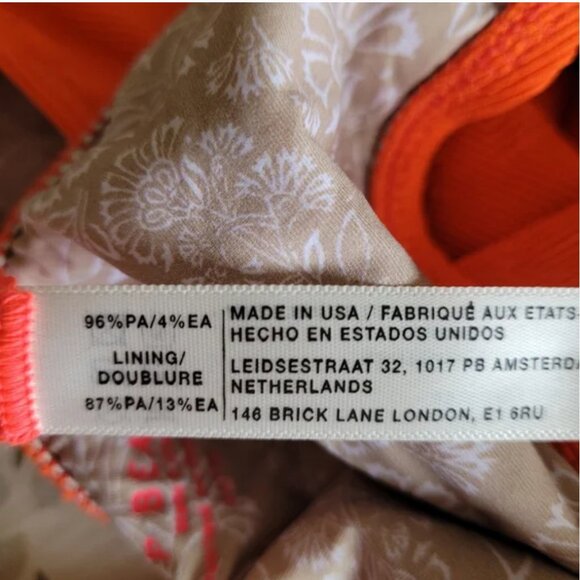 96%PA/4%EA
LINING/
DOUBLURE
87%PA/13%EA
MADE IN USA / FABRIQUÉ AUX ETATS-
HECHO EN ESTADOS UNIDOS
LEIDSESTRAAT 32, 1017 PB AMSTERDA
NETHERLANDS
146 BRICK LANE LONDON, E1 6RU